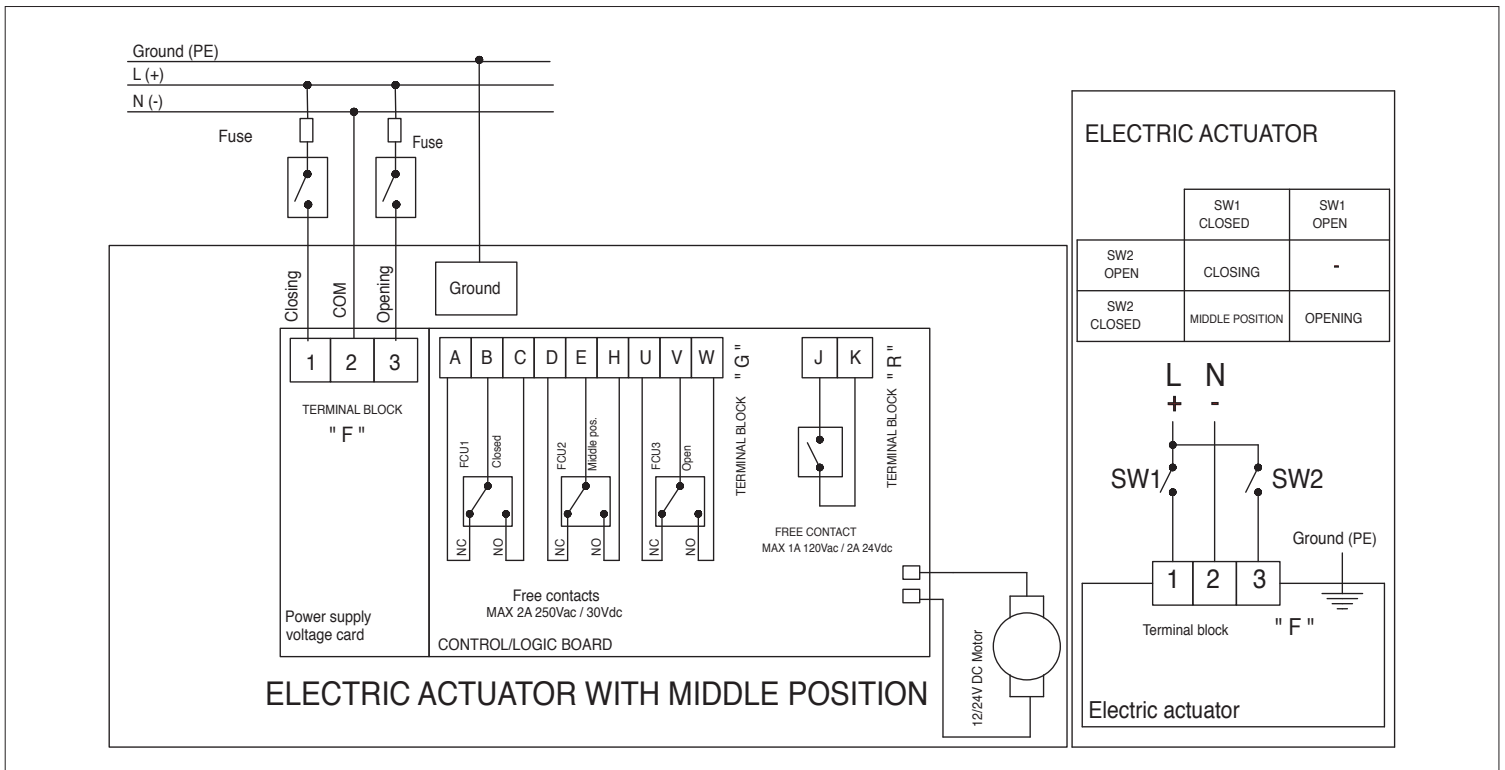 Ground (PE)
L (+)
N (-)
Fuse
Fuse
Closing
COM
Opening
Ground
1 2 3
TERMINAL BLOCK
" F "
Power supply
voltage card
A B C D E H U V W
TERMINAL BLOCK " G "
FCU1
Closed
NC
NO
FCU2
Middle pos.
NC
NO
FCU3
Open
NC
NO
Free contacts
MAX 2A 250Vac / 30Vdc
CONTROL/LOGIC BOARD
J K
TERMINAL BLOCK " R "
FREE CONTACT
MAX 1A 120Vac / 2A 24Vdc
12/24V DC Motor
ELECTRIC ACTUATOR WITH MIDDLE POSITION
ELECTRIC ACTUATOR
SW1
CLOSED
SW1
OPEN
SW2
OPEN
CLOSING
-
SW2
CLOSED
MIDDLE POSITION
OPENING
L N
+ -
SW1
SW2
Ground (PE)
1 2 3
Terminal block
" F "
Electric actuator